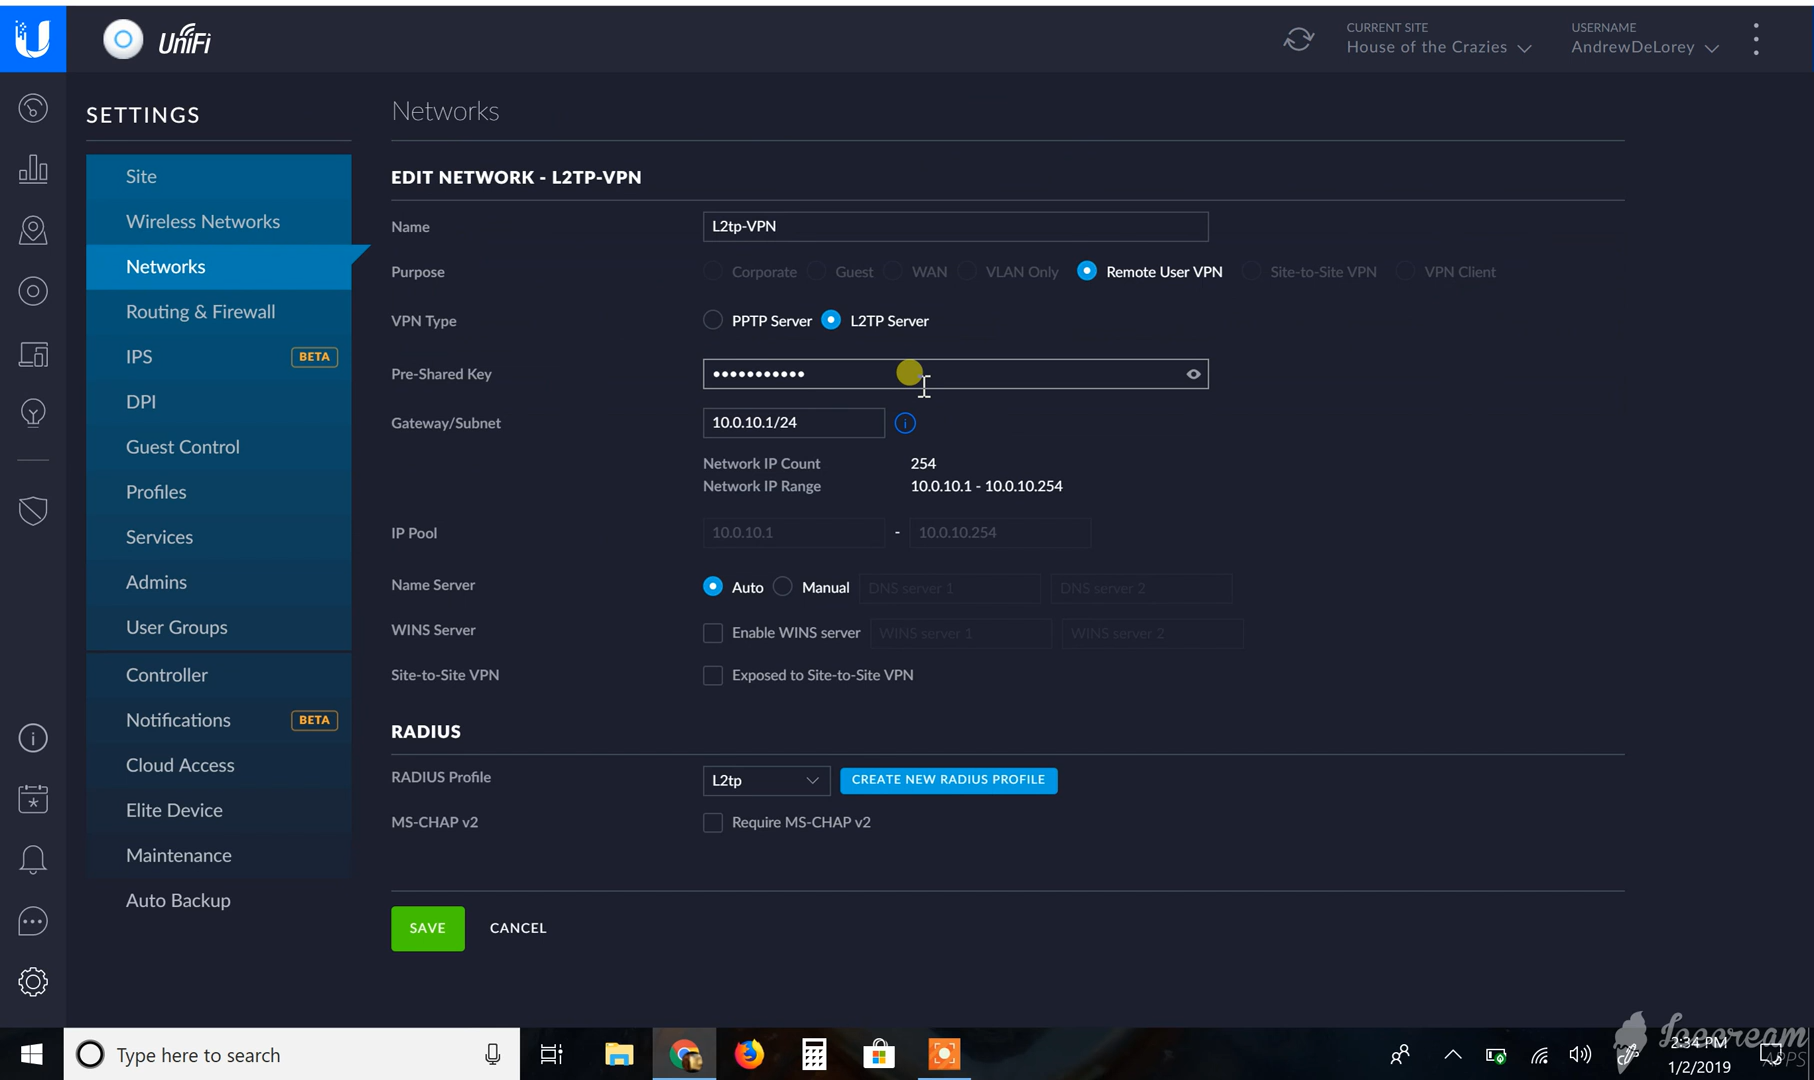 UniFi
CURRENT SITE
House of the Crazies
USERNAME
AndrewDeLorey
SETTINGS
Site
Wireless Networks
Networks
Routing & Firewall
IPS BETA
DPI
Guest Control
Profiles
Services
Admins
User Groups
Controller
Notifications BETA
Cloud Access
Elite Device
Maintenance
Auto Backup
Networks
EDIT NETWORK - L2TP-VPN
Name L2tp-VPN
Purpose Corporate Guest WAN VLAN Only Remote User VPN Site-to-Site VPN VPN Client
VPN Type PPTP Server L2TP Server
Pre-Shared Key •••••••••••
Gateway/Subnet 10.0.10.1/24
Network IP Count 254
Network IP Range 10.0.10.1 - 10.0.10.254
IP Pool 10.0.10.1 - 10.0.10.254
Name Server Auto Manual DNS server 1 DNS server 2
WINS Server Enable WINS server WINS server 1 WINS server 2
Site-to-Site VPN Exposed to Site-to-Site VPN
RADIUS
RADIUS Profile L2tp CREATE NEW RADIUS PROFILE
MS-CHAP v2 Require MS-CHAP v2
SAVE CANCEL
Type here to search
Icecream
APPS
2:34 PM
1/2/2019